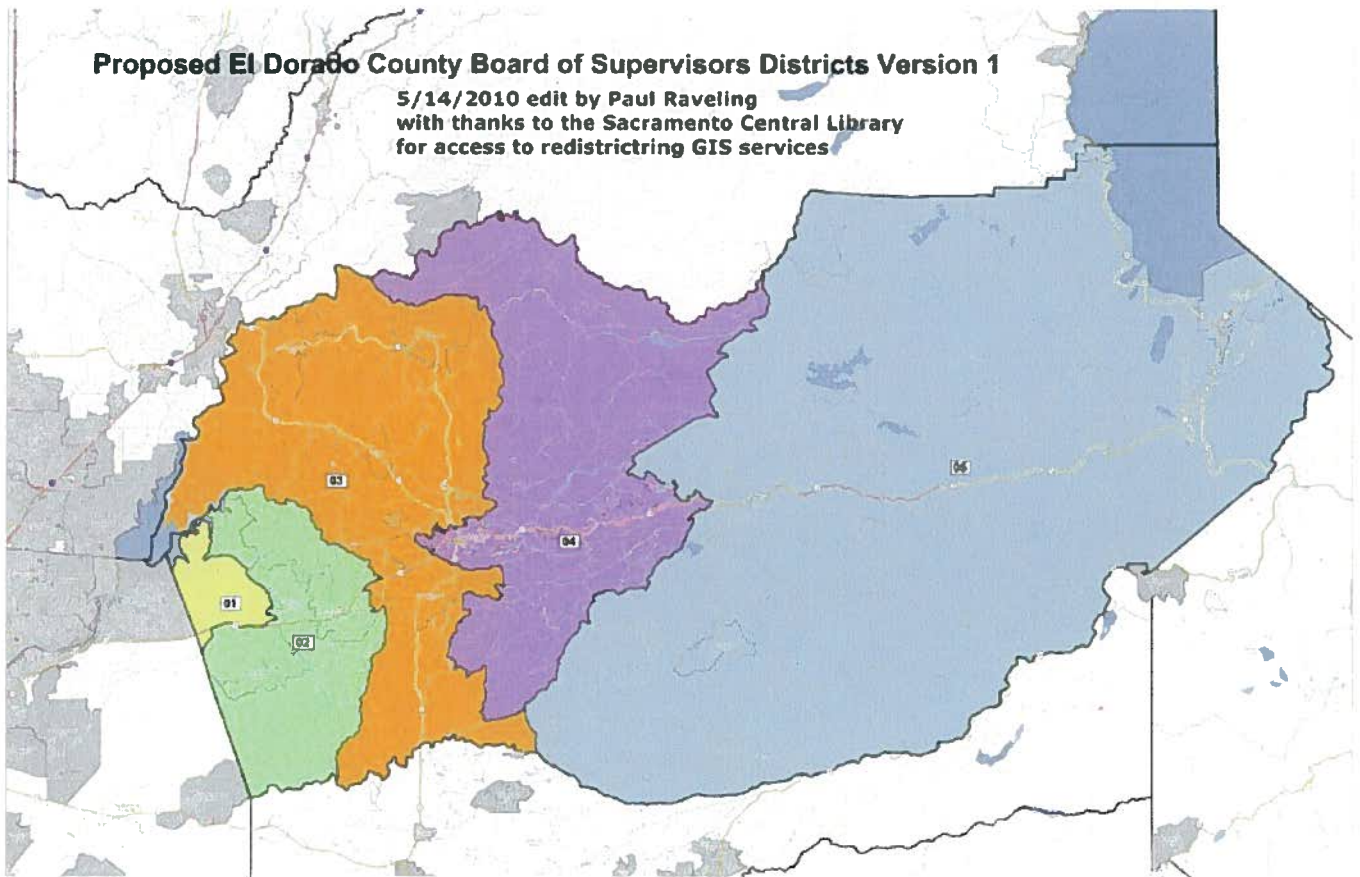 Proposed El Dorado County Board of Supervisors Districts Version 1
5/14/2010 edit by Paul Raveling
with thanks to the Sacramento Central Library
for access to redistrictring GIS services
03
05
04
01
02